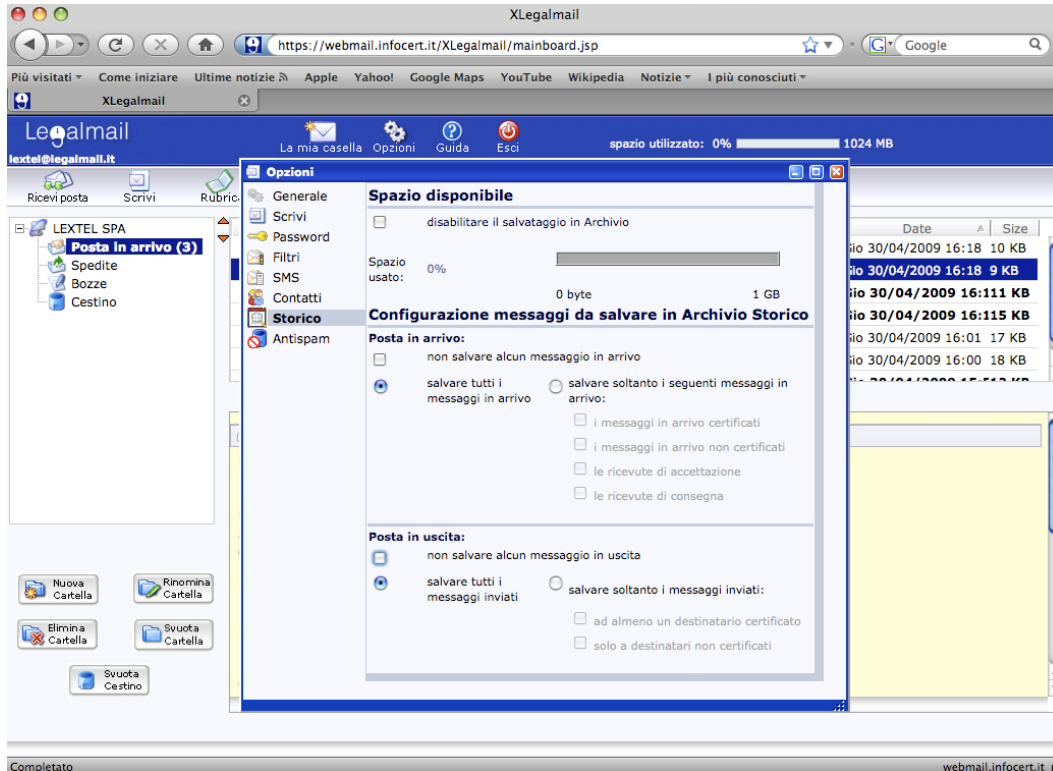 XLegalmail
https://webmail.infocert.it/XLegalmail/mainboard.jsp
Google
Più visitati
Come iniziare
Ultime notizie
Apple
Yahoo!
Google Maps
YouTube
Wikipedia
Notizie
I più conosciuti
XLegalmail
Legalmail
lextel@legalmail.it
La mia casella
Opzioni
Guida
Esci
spazio utilizzato: 0%
1024 MB
Ricevi posta
Scrivi
LEXTEL SPA
Posta in arrivo (3)
Spedite
Bozze
Cestino
Nuova
Cartella
Rinomina
Cartella
Elimina
Cartella
Svuota
Cartella
Svuota
Cestino
Opzioni
Generale
Scrivi
Password
Filtri
SMS
Contatti
Storico
Antispam
Spazio disponibile
disabilitare il salvataggio in Archivio
Spazio
usato:
0%
0 byte
1 GB
Configurazione messaggi da salvare in Archivio Storico
Posta in arrivo:
non salvare alcun messaggio in arrivo
salvare tutti i
messaggi in arrivo
salvare soltanto i seguenti messaggi in
arrivo:
i messaggi in arrivo certificati
i messaggi in arrivo non certificati
le ricevute di accettazione
le ricevute di consegna
Posta in uscita:
non salvare alcun messaggio in uscita
salvare tutti i
messaggi inviati
salvare soltanto i messaggi inviati:
ad almeno un destinatario certificato
solo a destinatari non certificati
Date
Size
30/04/2009 16:18 10 KB
30/04/2009 16:18 9 KB
30/04/2009 16:111 KB
30/04/2009 16:115 KB
30/04/2009 16:01 17 KB
30/04/2009 16:00 18 KB
Completato
webmail.infocert.it